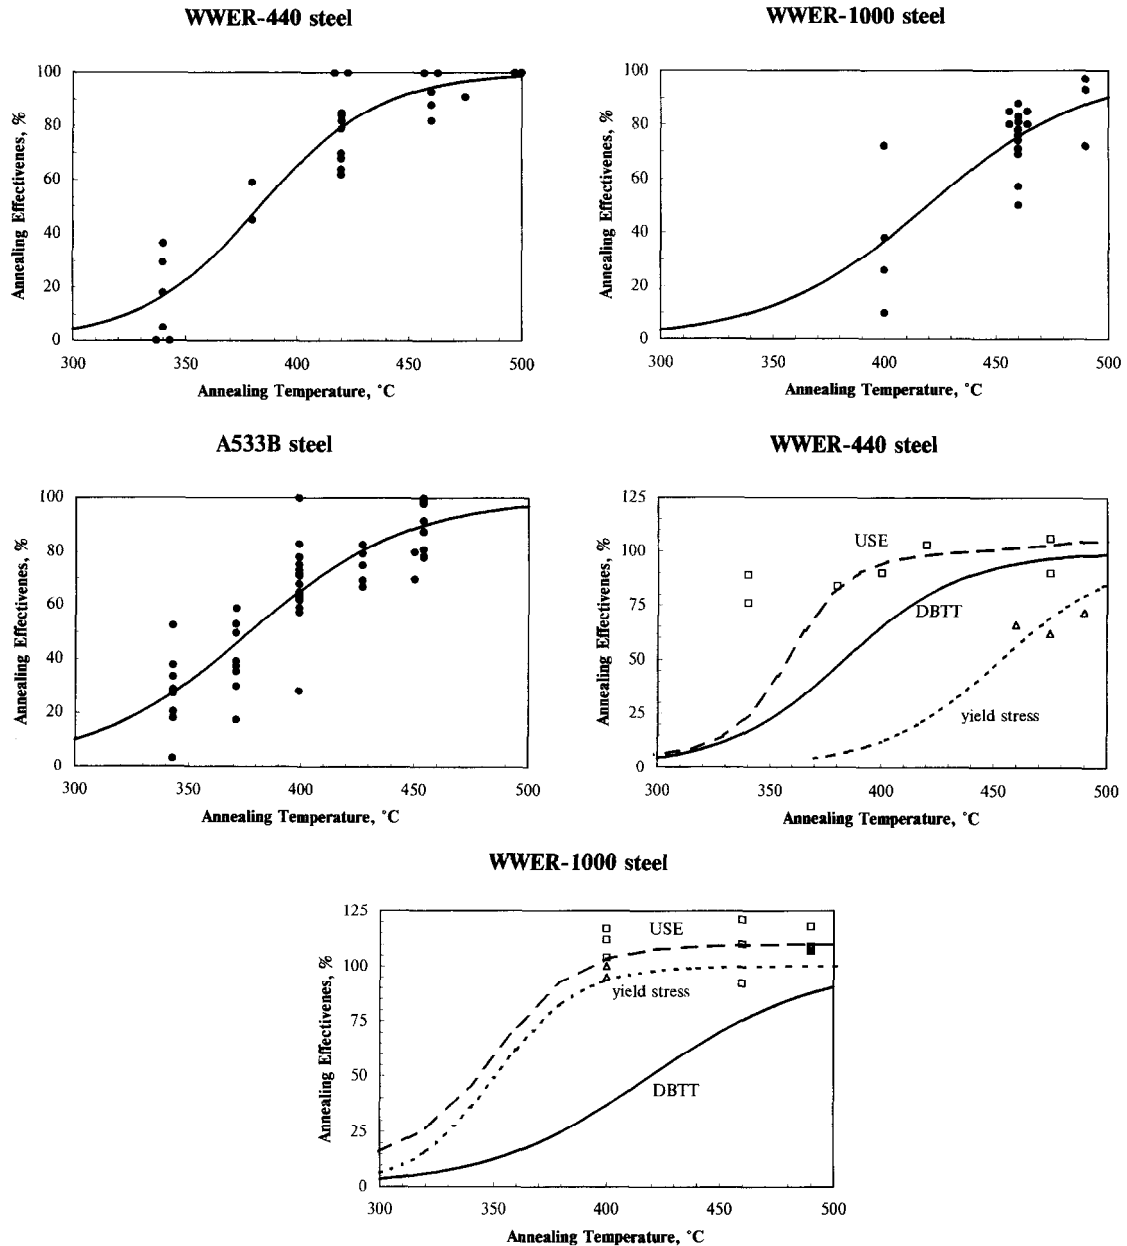 WWER-440 steel
WWER-1000 steel
Annealing Effectivenes, %
100
80
60
40
20
0
300
350
400
450
500
Annealing Temperature, °C
Annealing Effectivenes, %
100
80
60
40
20
0
300
350
400
450
500
Annealing Temperature, °C
A533B steel
WWER-440 steel
Annealing Effectivenes, %
100
80
60
40
20
0
300
350
400
450
500
Annealing Temperature, °C
Annealing Effectivenes, %
125
100
75
50
25
0
USE
DBTT
yield stress
300
350
400
450
500
Annealing Temperature, °C
WWER-1000 steel
Annealing Effectivenes, %
125
100
75
50
25
0
USE
yield stress
DBTT
300
350
400
450
500
Annealing Temperature, °C